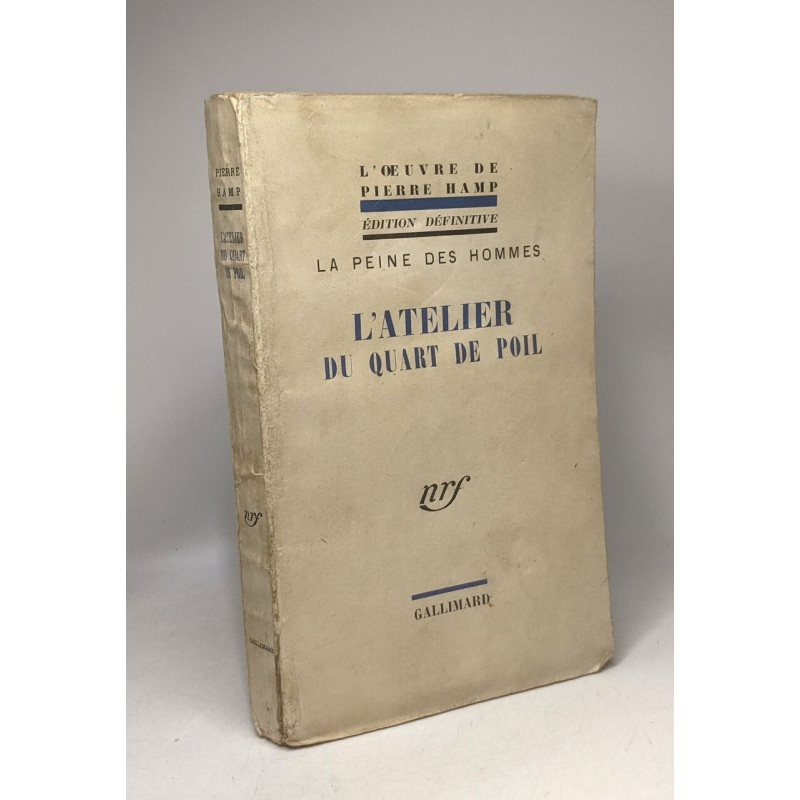 PIERRE
HAMP
L'ATELIER
DU QUART
DE POIL
nrf
GALLIMARD
L'ŒUVRE DE
PIERRE HAMP
ÉDITION DÉFINITIVE
LA PEINE DES HOMMES
L'ATELIER
DU QUART DE POIL
nrf
GALLIMARD